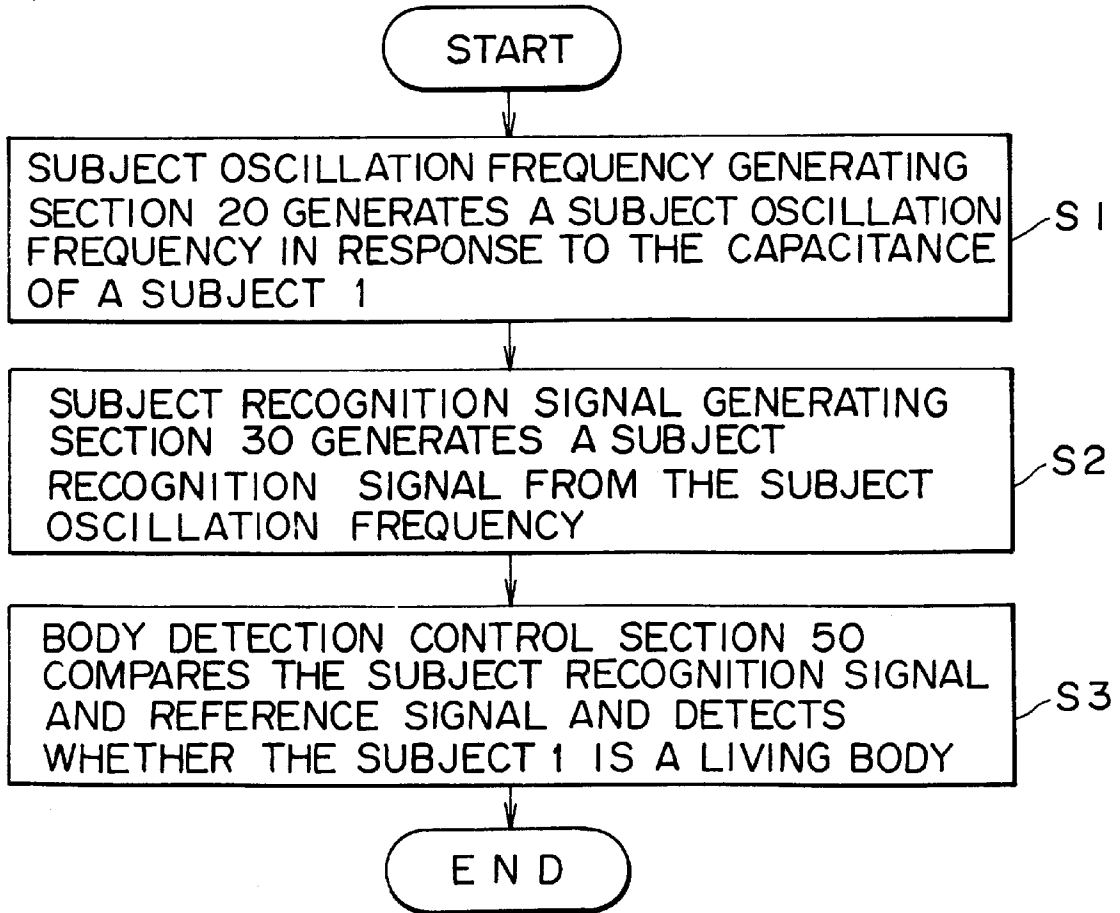 START
SUBJECT OSCILLATION FREQUENCY GENERATING
SECTION 20 GENERATES A SUBJECT OSCILLATION
FREQUENCY IN RESPONSE TO THE CAPACITANCE
OF A SUBJECT 1
S1
SUBJECT RECOGNITION SIGNAL GENERATING
SECTION 30 GENERATES A SUBJECT
RECOGNITION SIGNAL FROM THE SUBJECT
OSCILLATION FREQUENCY
S2
BODY DETECTION CONTROL SECTION 50
COMPARES THE SUBJECT RECOGNITION SIGNAL
AND REFERENCE SIGNAL AND DETECTS
WHETHER THE SUBJECT 1 IS A LIVING BODY
S3
END